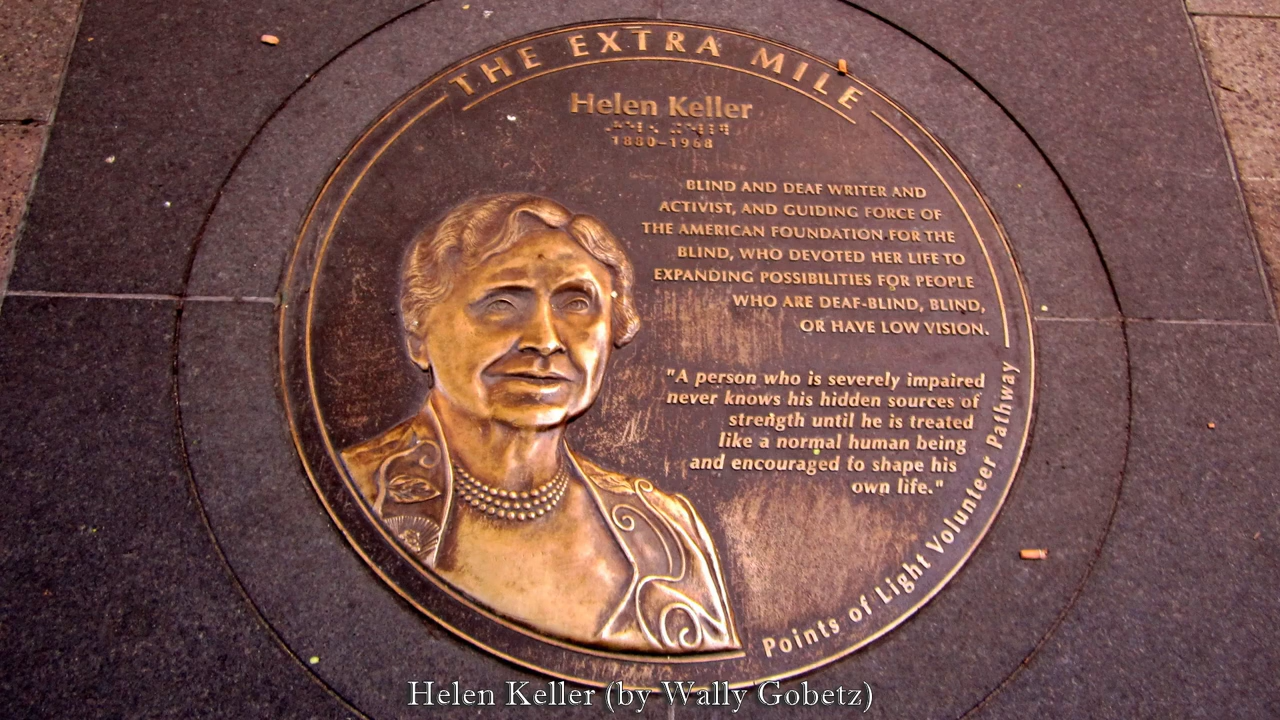 THE EXTRA MILE
Helen Keller
1880–1968
BLIND AND DEAF WRITER AND
ACTIVIST, AND GUIDING FORCE OF
THE AMERICAN FOUNDATION FOR THE
BLIND, WHO DEVOTED HER LIFE TO
EXPANDING POSSIBILITIES FOR PEOPLE
WHO ARE DEAF-BLIND, BLIND,
OR HAVE LOW VISION.
"A person who is severely impaired
never knows his hidden sources of
strength until he is treated
like a normal human being
and encouraged to shape his
own life."
Points of Light Volunteer Pathway
Helen Keller (by Wally Gobetz)